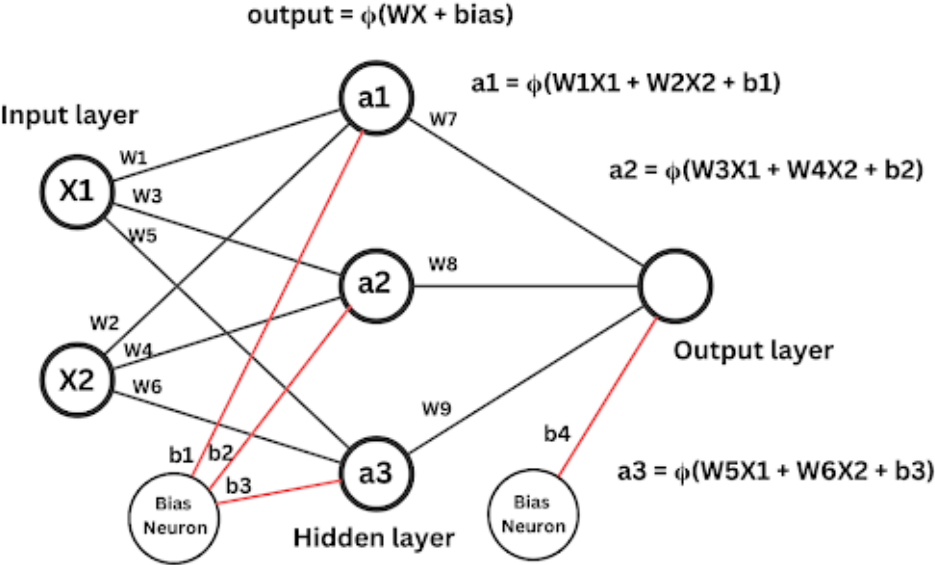 output = ϕ(WX + bias)
a1
a1 = ϕ(W1X1 + W2X2 + b1)
Input layer
W7
W1
X1
W3
a2 = ϕ(W3X1 + W4X2 + b2)
W5
W8
a2
W2
W4
Output layer
X2
W6
W9
b4
b1
b2
a3
a3 = ϕ(W5X1 + W6X2 + b3)
b3
Bias
Neuron
Bias
Neuron
Hidden layer